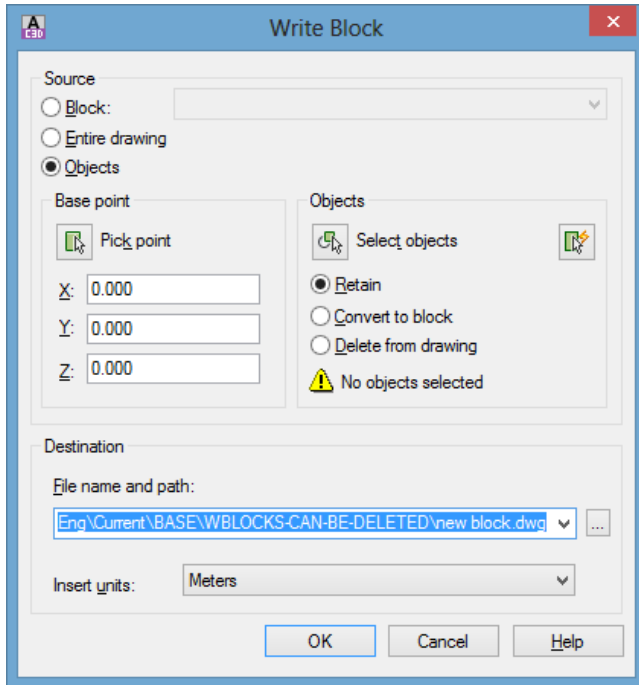 A
C3D
Write Block
Source
Block:
Entire drawing
Objects
Base point
Pick point
X: 0.000
Y: 0.000
Z: 0.000
Objects
Select objects
Retain
Convert to block
Delete from drawing
No objects selected
Destination
File name and path:
Eng\Current\BASE\WBLOCKS-CAN-BE-DELETED\new block.dwg
...
Insert units: Meters
OK Cancel Help